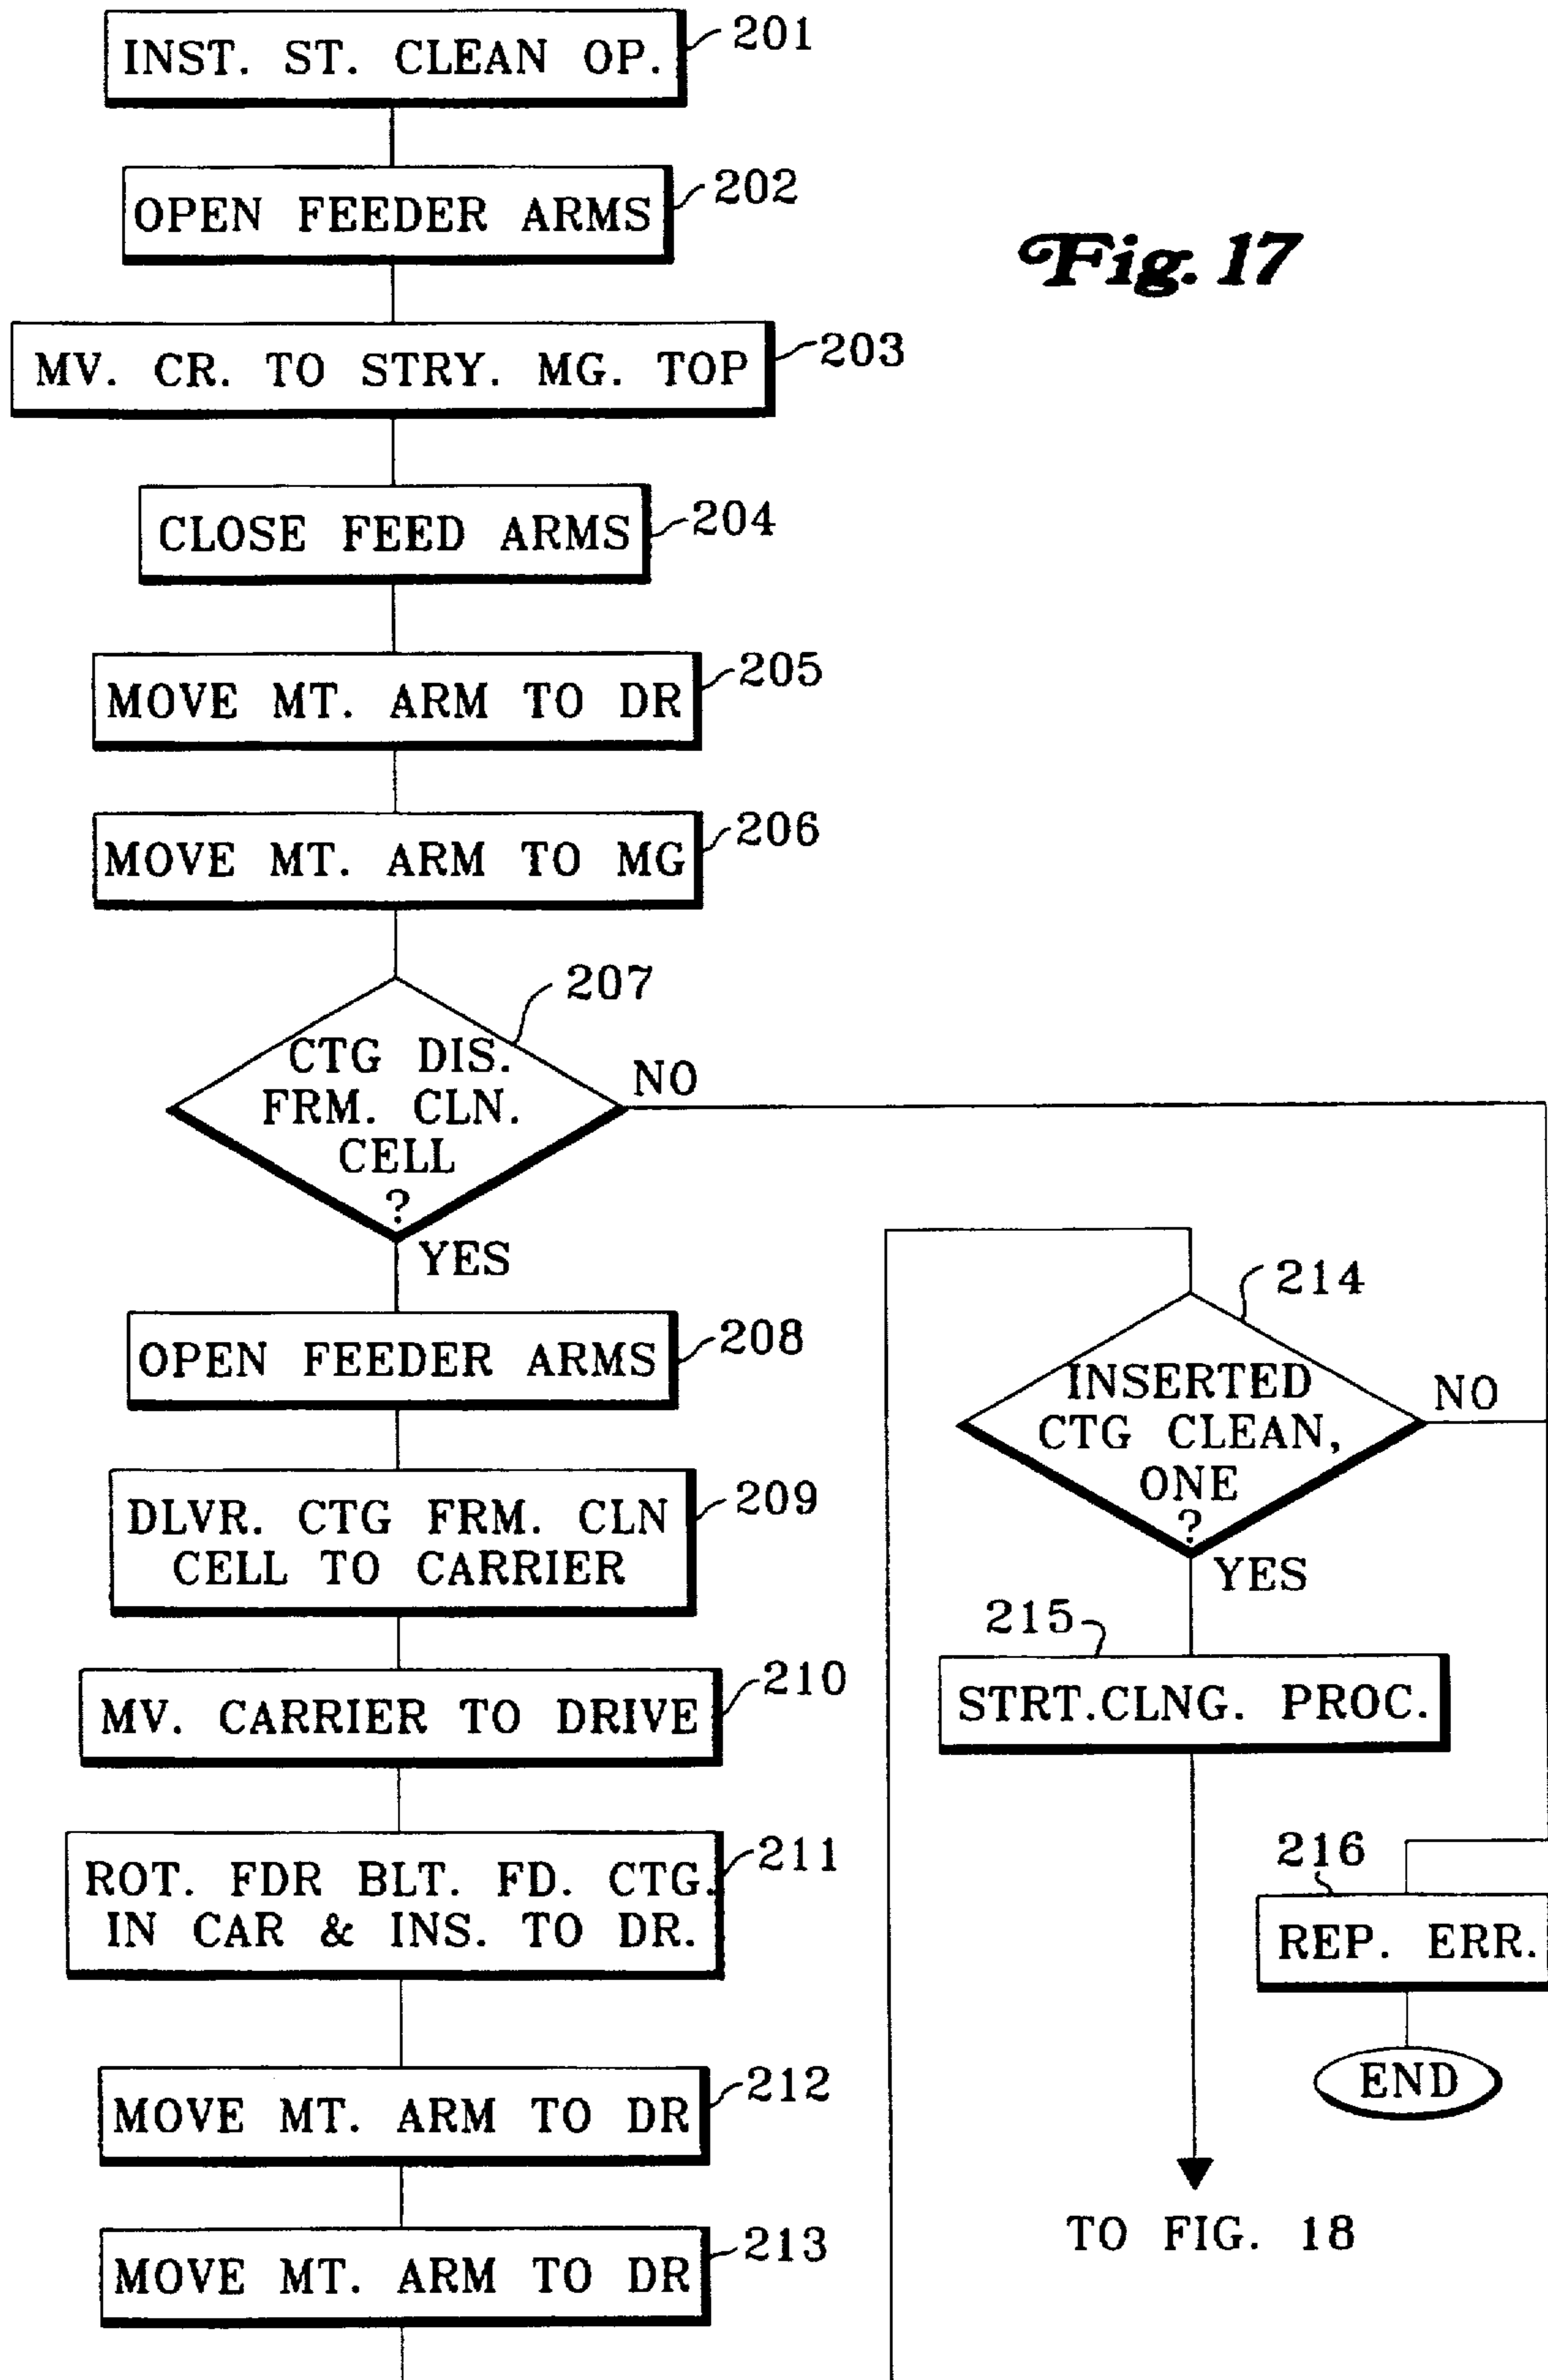 INST. ST. CLEAN OP.
201
OPEN FEEDER ARMS
202
Fig. 17
MV. CR. TO STRY. MG. TOP
203
CLOSE FEED ARMS
204
MOVE MT. ARM TO DR
205
MOVE MT. ARM TO MG
206
207
CTG DIS.
FRM. CLN.
CELL
?
NO
YES
OPEN FEEDER ARMS
208
DLVR. CTG FRM. CLN
CELL TO CARRIER
209
MV. CARRIER TO DRIVE
210
ROT. FDR BLT. FD. CTG.
IN CAR & INS. TO DR.
211
MOVE MT. ARM TO DR
212
MOVE MT. ARM TO DR
213
214
INSERTED
CTG CLEAN,
ONE
?
NO
YES
215
STRT.CLNG. PROC.
216
REP. ERR.
END
TO FIG. 18